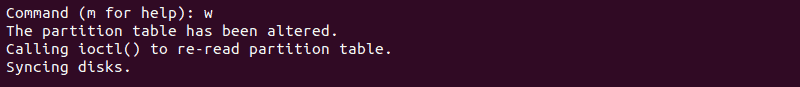 Command (m for help): w
The partition table has been altered.
Calling ioctl() to re-read partition table.
Syncing disks.